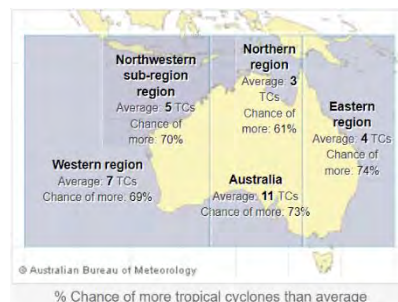 Northwestern
sub-region
region
Average: 5 TCs
Chance of
more: 70%
Northern
region
Average: 3
TCs
Chance of
more: 61%
Eastern
region
Average: 4 TCs
Chance of
more: 74%
Western region
Average: 7 TCs
Chance of more: 69%
Australia
Average: 11 TCs
Chance of more: 73%
© Australian Bureau of Meteorology
% Chance of more tropical cyclones than average